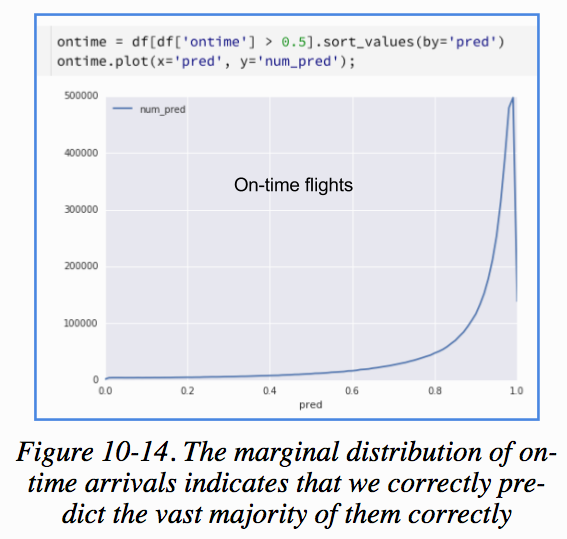 ontime = df[df['ontime'] > 0.5].sort_values(by='pred')
ontime.plot(x='pred', y='num_pred');
500000
num_pred
400000
On-time flights
300000
200000
100000
0
0.0 0.2 0.4 0.6 0.8 1.0
pred
Figure 10-14. The marginal distribution of on-
time arrivals indicates that we correctly pre-
dict the vast majority of them correctly